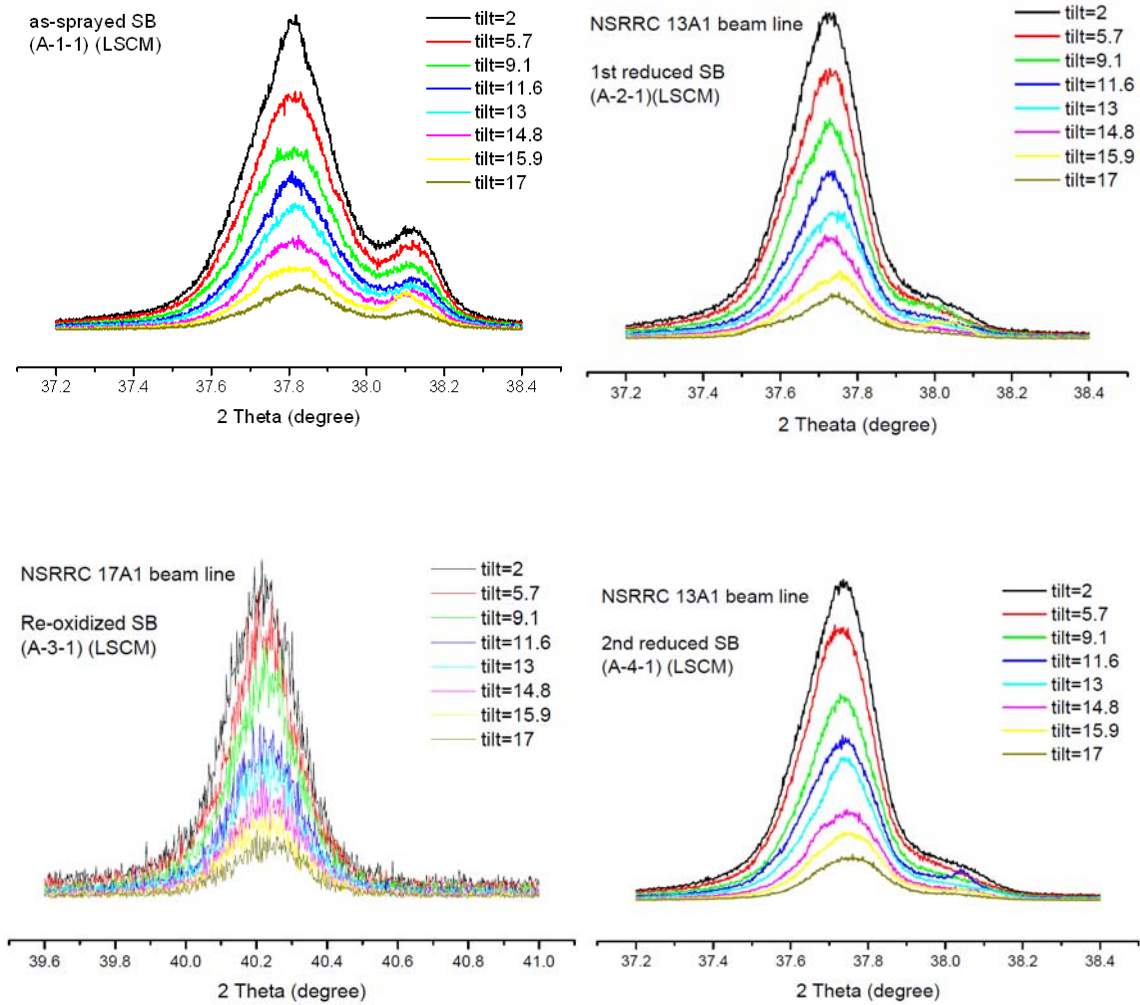 as-sprayed SB
(A-1-1) (LSCM)
tilt=2
tilt=5.7
tilt=9.1
tilt=11.6
tilt=13
tilt=14.8
tilt=15.9
tilt=17
37.2 37.4 37.6 37.8 38.0 38.2 38.4
2 Theta (degree)
NSRRC 13A1 beam line
1st reduced SB
(A-2-1)(LSCM)
tilt=2
tilt=5.7
tilt=9.1
tilt=11.6
tilt=13
tilt=14.8
tilt=15.9
tilt=17
37.2 37.4 37.6 37.8 38.0 38.2 38.4
2 Theata (degree)
NSRRC 17A1 beam line
Re-oxidized SB
(A-3-1) (LSCM)
tilt=2
tilt=5.7
tilt=9.1
tilt=11.6
tilt=13
tilt=14.8
tilt=15.9
tilt=17
39.6 39.8 40.0 40.2 40.4 40.6 40.8 41.0
2 Theta (degree)
NSRRC 13A1 beam line
2nd reduced SB
(A-4-1) (LSCM)
tilt=2
tilt=5.7
tilt=9.1
tilt=11.6
tilt=13
tilt=14.8
tilt=15.9
tilt=17
37.2 37.4 37.6 37.8 38.0 38.2 38.4
2 Theta (degree)